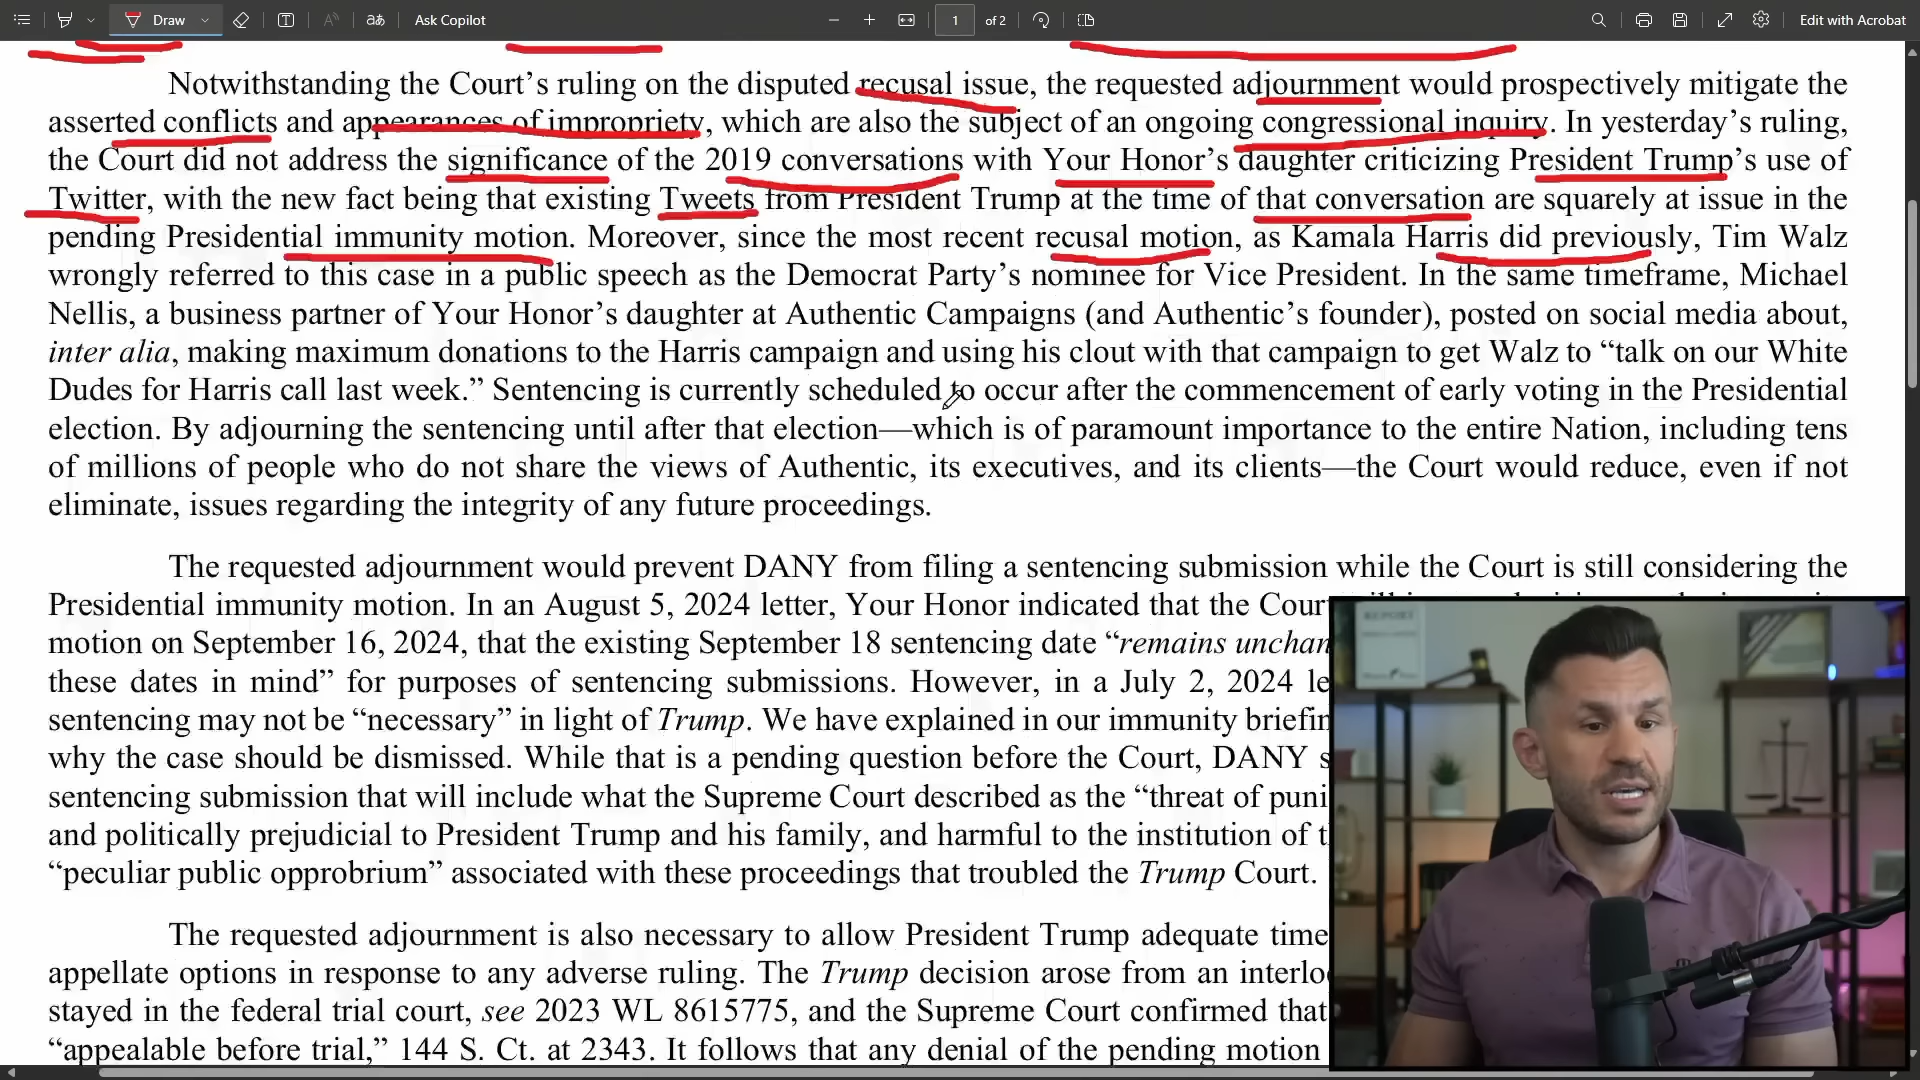 Draw
Ask Copilot
1
of 2
Edit with Acrobat
Notwithstanding the Court’s ruling on the disputed recusal issue, the requested adjournment would prospectively mitigate the
asserted conflicts and appearances of impropriety, which are also the subject of an ongoing congressional inquiry. In yesterday’s ruling,
the Court did not address the significance of the 2019 conversations with Your Honor’s daughter criticizing President Trump’s use of
Twitter, with the new fact being that existing Tweets from President Trump at the time of that conversation are squarely at issue in the
pending Presidential immunity motion. Moreover, since the most recent recusal motion, as Kamala Harris did previously, Tim Walz
wrongly referred to this case in a public speech as the Democrat Party’s nominee for Vice President. In the same timeframe, Michael
Nellis, a business partner of Your Honor’s daughter at Authentic Campaigns (and Authentic’s founder), posted on social media about,
inter alia, making maximum donations to the Harris campaign and using his clout with that campaign to get Walz to “talk on our White
Dudes for Harris call last week.” Sentencing is currently scheduled to occur after the commencement of early voting in the Presidential
election. By adjourning the sentencing until after that election—which is of paramount importance to the entire Nation, including tens
of millions of people who do not share the views of Authentic, its executives, and its clients—the Court would reduce, even if not
eliminate, issues regarding the integrity of any future proceedings.
The requested adjournment would prevent DANY from filing a sentencing submission while the Court is still considering the
Presidential immunity motion. In an August 5, 2024 letter, Your Honor indicated that the Cour
motion on September 16, 2024, that the existing September 18 sentencing date “remains unchan
these dates in mind” for purposes of sentencing submissions. However, in a July 2, 2024 le
sentencing may not be “necessary” in light of Trump. We have explained in our immunity briefin
why the case should be dismissed. While that is a pending question before the Court, DANY s
sentencing submission that will include what the Supreme Court described as the “threat of puni
and politically prejudicial to President Trump and his family, and harmful to the institution of t
“peculiar public opprobrium” associated with these proceedings that troubled the Trump Court.
The requested adjournment is also necessary to allow President Trump adequate time
appellate options in response to any adverse ruling. The Trump decision arose from an interlo
stayed in the federal trial court, see 2023 WL 8615775, and the Supreme Court confirmed that
“appealable before trial,” 144 S. Ct. at 2343. It follows that any denial of the pending motion
REPORT